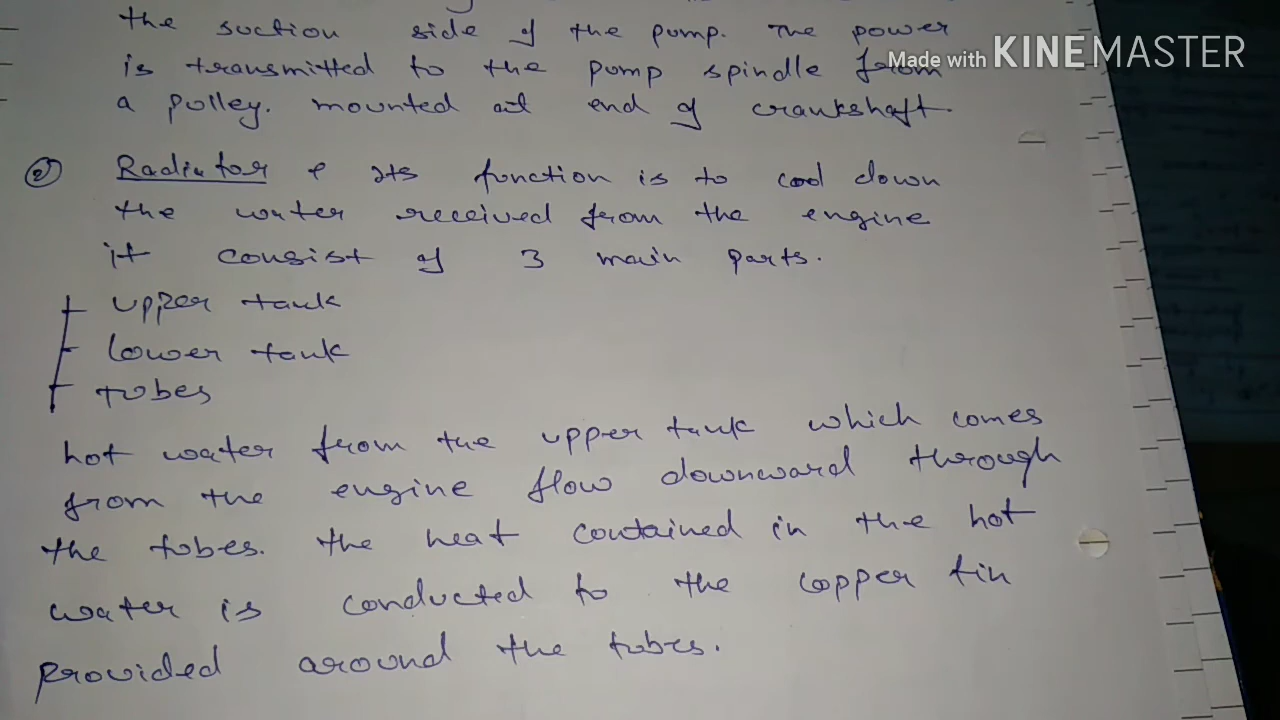 the suction side of the pump. The power
Made with KINEMASTER
is transmitted to the pump spindle from
a pulley. mounted at end of crankshaft.
2 Radiator its function is to cool down
the water received from the engine
it consist of 3 main parts.
upper tank
lower tank
tubes
hot water from the upper tank which comes
from the engine flow downward through
the tubes. the heat contained in the hot
water is conducted to the copper fin
provided around the tubes.